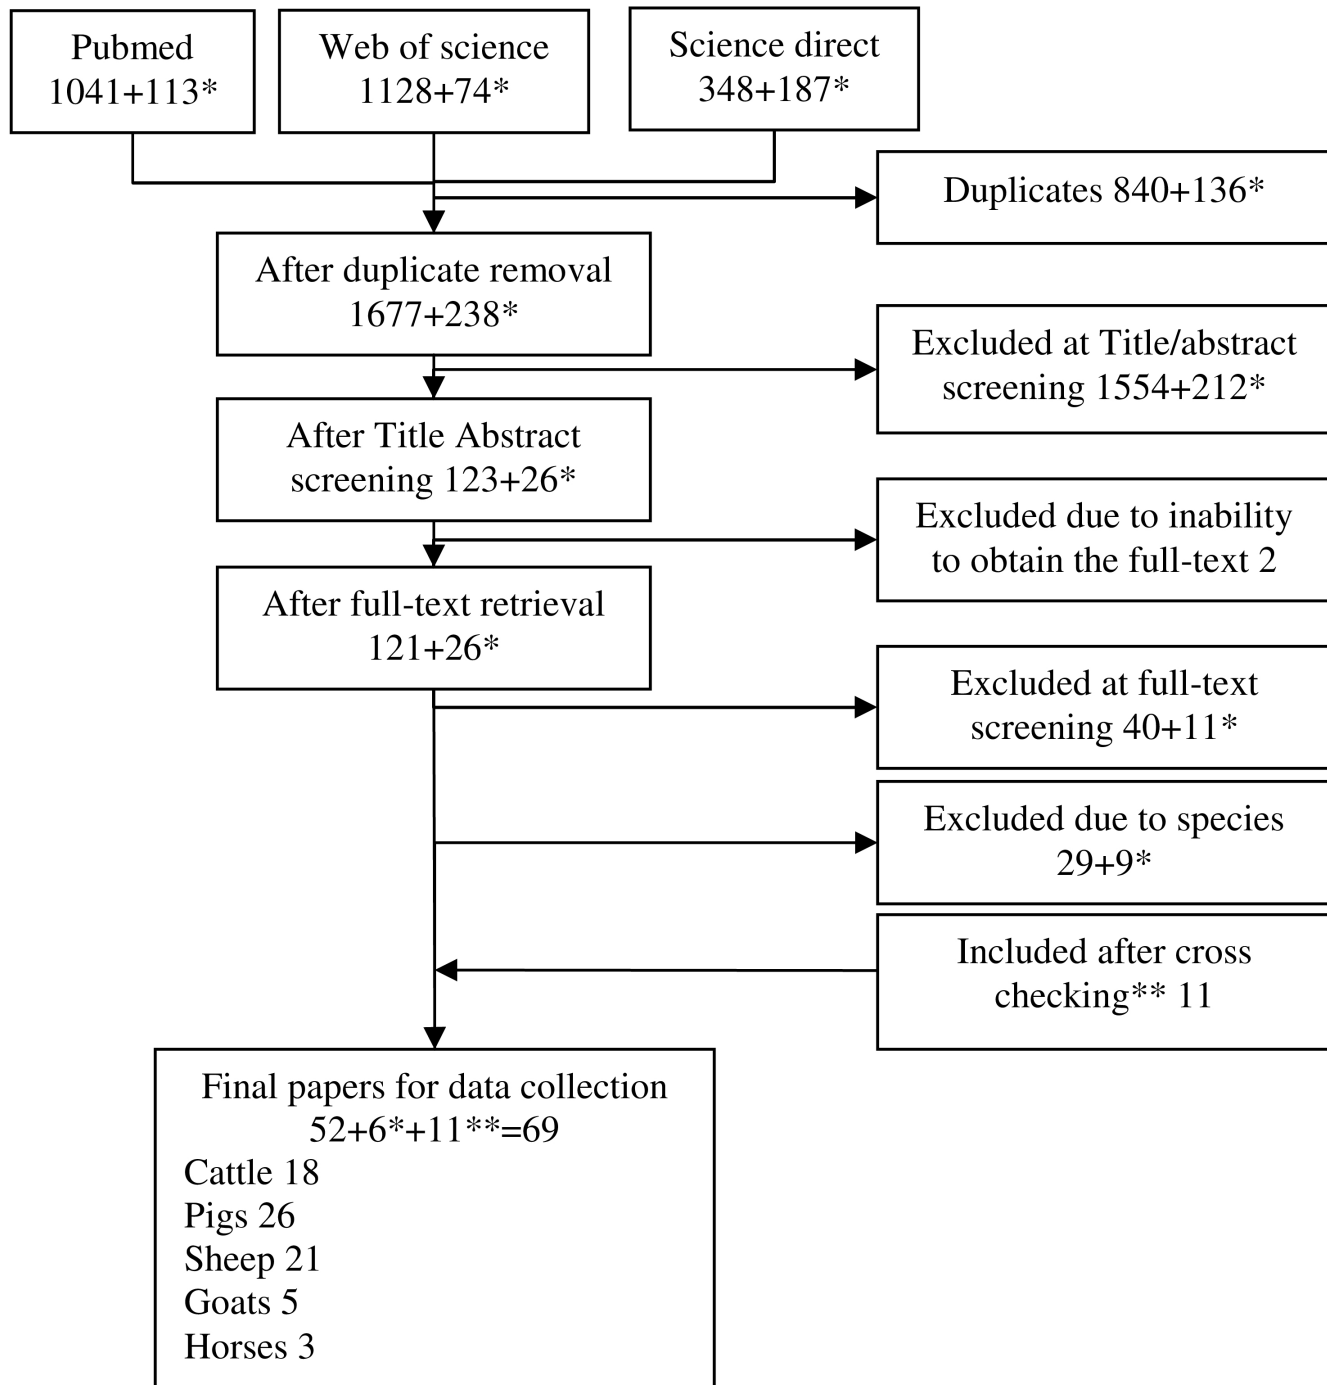 Pubmed
1041+113*
Web of science
1128+74*
Science direct
348+187*
Duplicates 840+136*
After duplicate removal
1677+238*
Excluded at Title/abstract
screening 1554+212*
After Title Abstract
screening 123+26*
Excluded due to inability
to obtain the full-text 2
After full-text retrieval
121+26*
Excluded at full-text
screening 40+11*
Excluded due to species
29+9*
Included after cross
checking** 11
Final papers for data collection
52+6*+11**=69
Cattle 18
Pigs 26
Sheep 21
Goats 5
Horses 3